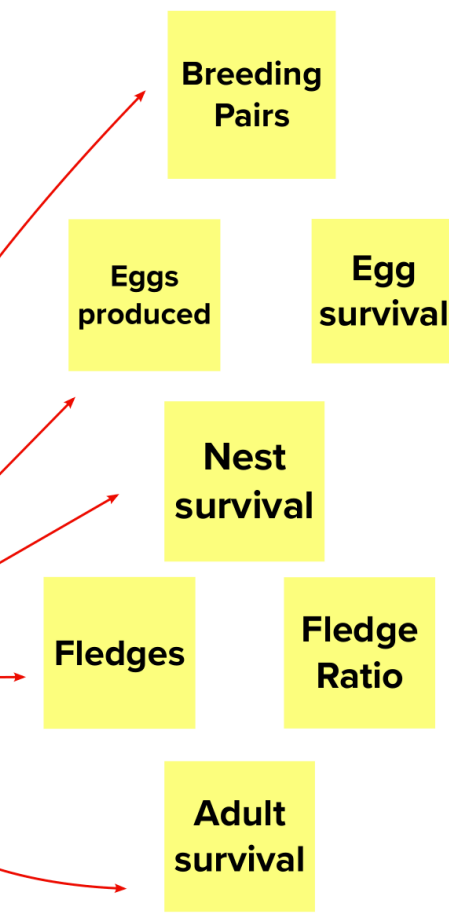 Breeding
Pairs
Eggs
produced
Egg
survival
Nest
survival
Fledges
Fledge
Ratio
Adult
survival